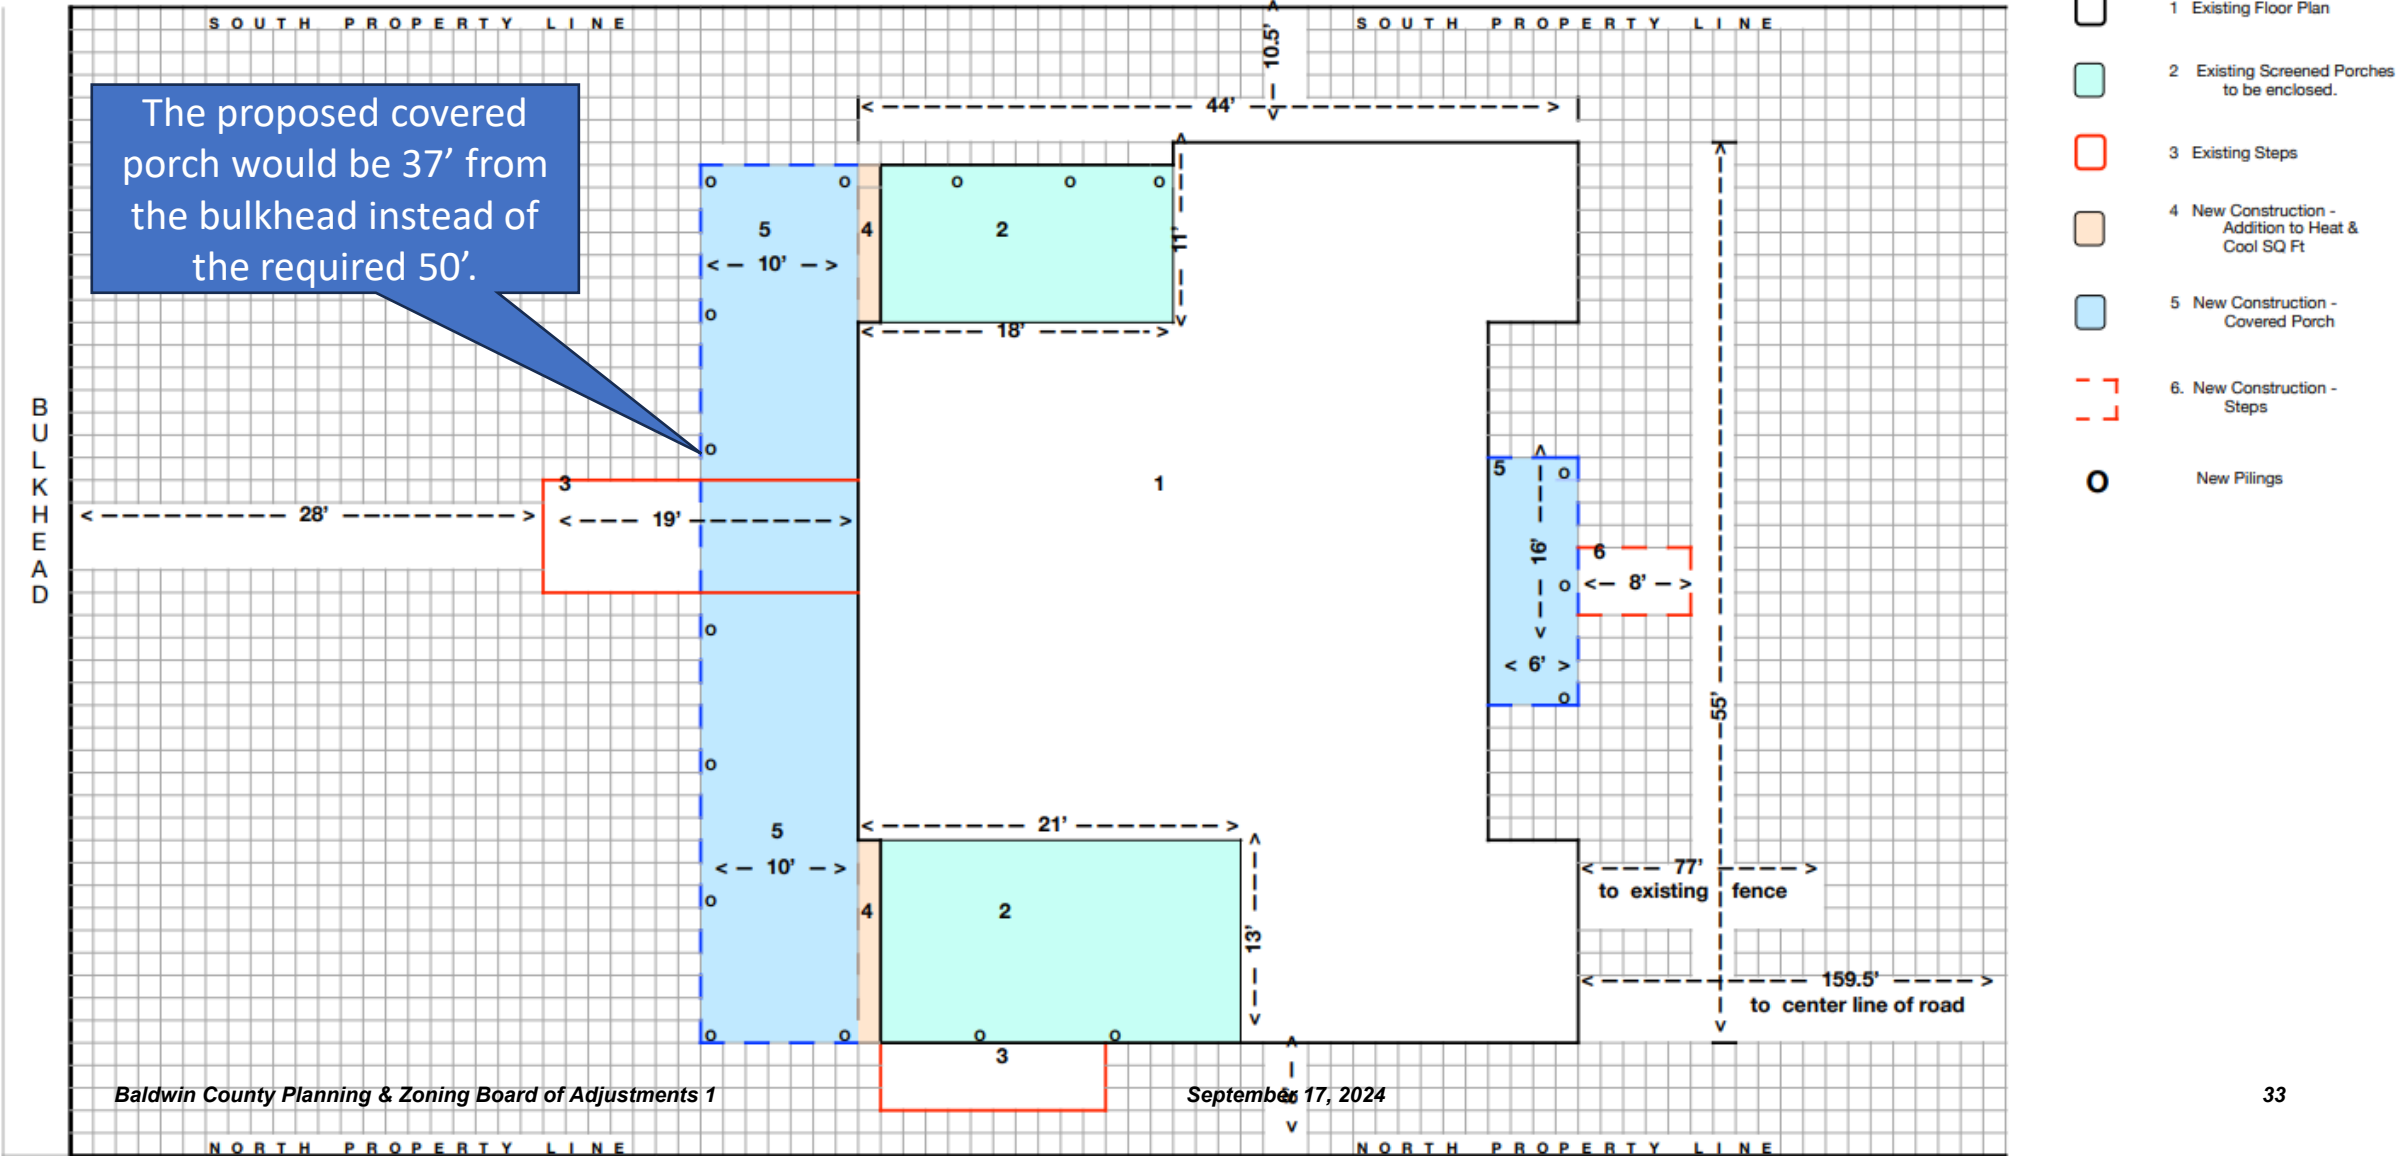 SOUTH PROPERTY LINE
SOUTH PROPERTY LINE
10.5'
44'
The proposed covered
porch would be 37’ from
the bulkhead instead of
the required 50’.
BULKHEAD
5
10'
4
2
11'
18'
3
28'
19'
1
5
16'
6'
6
8'
55'
21'
5
10'
4
2
13'
3
77'
to existing fence
159.5'
to center line of road
NORTH PROPERTY LINE
NORTH PROPERTY LINE
1 Existing Floor Plan
2 Existing Screened Porches
to be enclosed.
3 Existing Steps
4 New Construction -
Addition to Heat &
Cool SQ Ft
5 New Construction -
Covered Porch
6. New Construction -
Steps
O New Pilings
Baldwin County Planning & Zoning Board of Adjustments 1
September 17, 2024
33